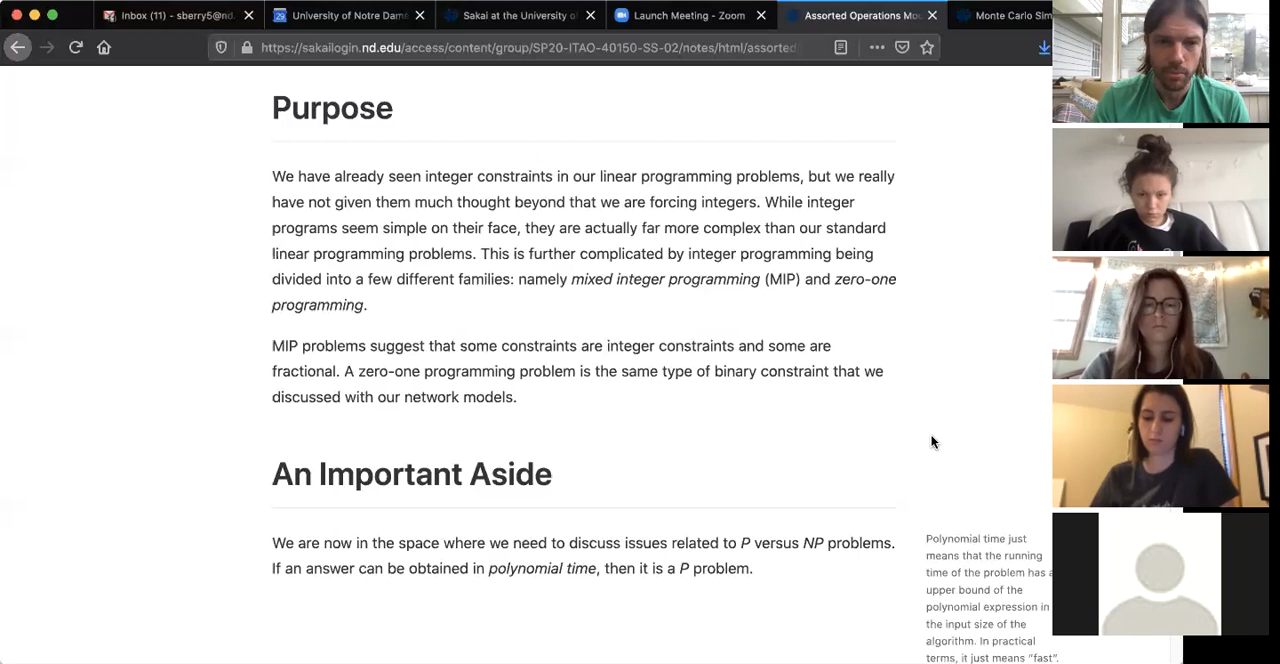 Inbox (11) - sberry5@nd.
University of Notre Dam
Sakai at the University o
Launch Meeting - Zoom
Assorted Operations Mo
Monte Carlo Sim
https://sakailogin.nd.edu/access/content/group/SP20-ITAO-40150-SS-02/notes/html/assorted
Purpose
We have already seen integer constraints in our linear programming problems, but we really
have not given them much thought beyond that we are forcing integers. While integer
programs seem simple on their face, they are actually far more complex than our standard
linear programming problems. This is further complicated by integer programming being
divided into a few different families: namely mixed integer programming (MIP) and zero-one
programming.
MIP problems suggest that some constraints are integer constraints and some are
fractional. A zero-one programming problem is the same type of binary constraint that we
discussed with our network models.
An Important Aside
We are now in the space where we need to discuss issues related to P versus NP problems.
If an answer can be obtained in polynomial time, then it is a P problem.
Polynomial time just
means that the running
time of the problem has a
upper bound of the
polynomial expression in
the input size of the
algorithm. In practical
terms, it just means “fast”.